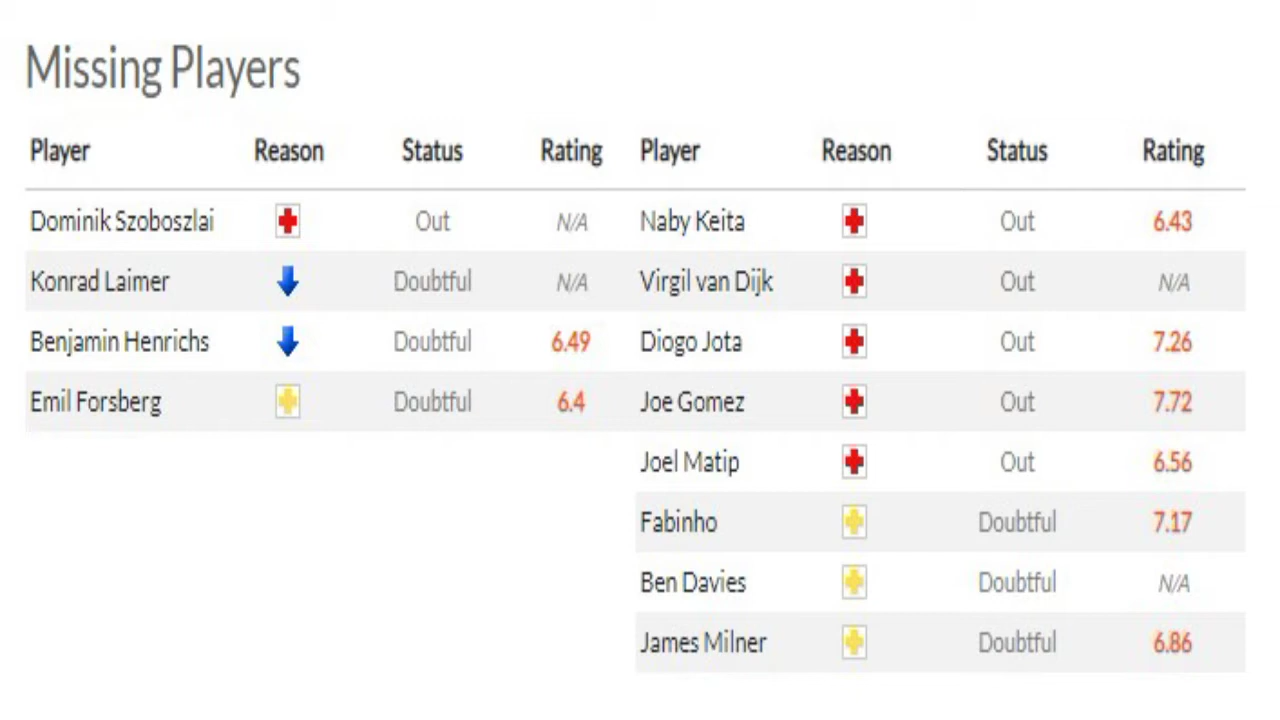 Missing Players
Player Reason Status Rating Player Reason Status Rating
Dominik Szoboszlai Out N/A Naby Keita Out 6.43
Konrad Laimer Doubtful N/A Virgil van Dijk Out N/A
Benjamin Henrichs Doubtful 6.49 Diogo Jota Out 7.26
Emil Forsberg Doubtful 6.4 Joe Gomez Out 7.72
Joel Matip Out 6.56
Fabinho Doubtful 7.17
Ben Davies Doubtful N/A
James Milner Doubtful 6.86